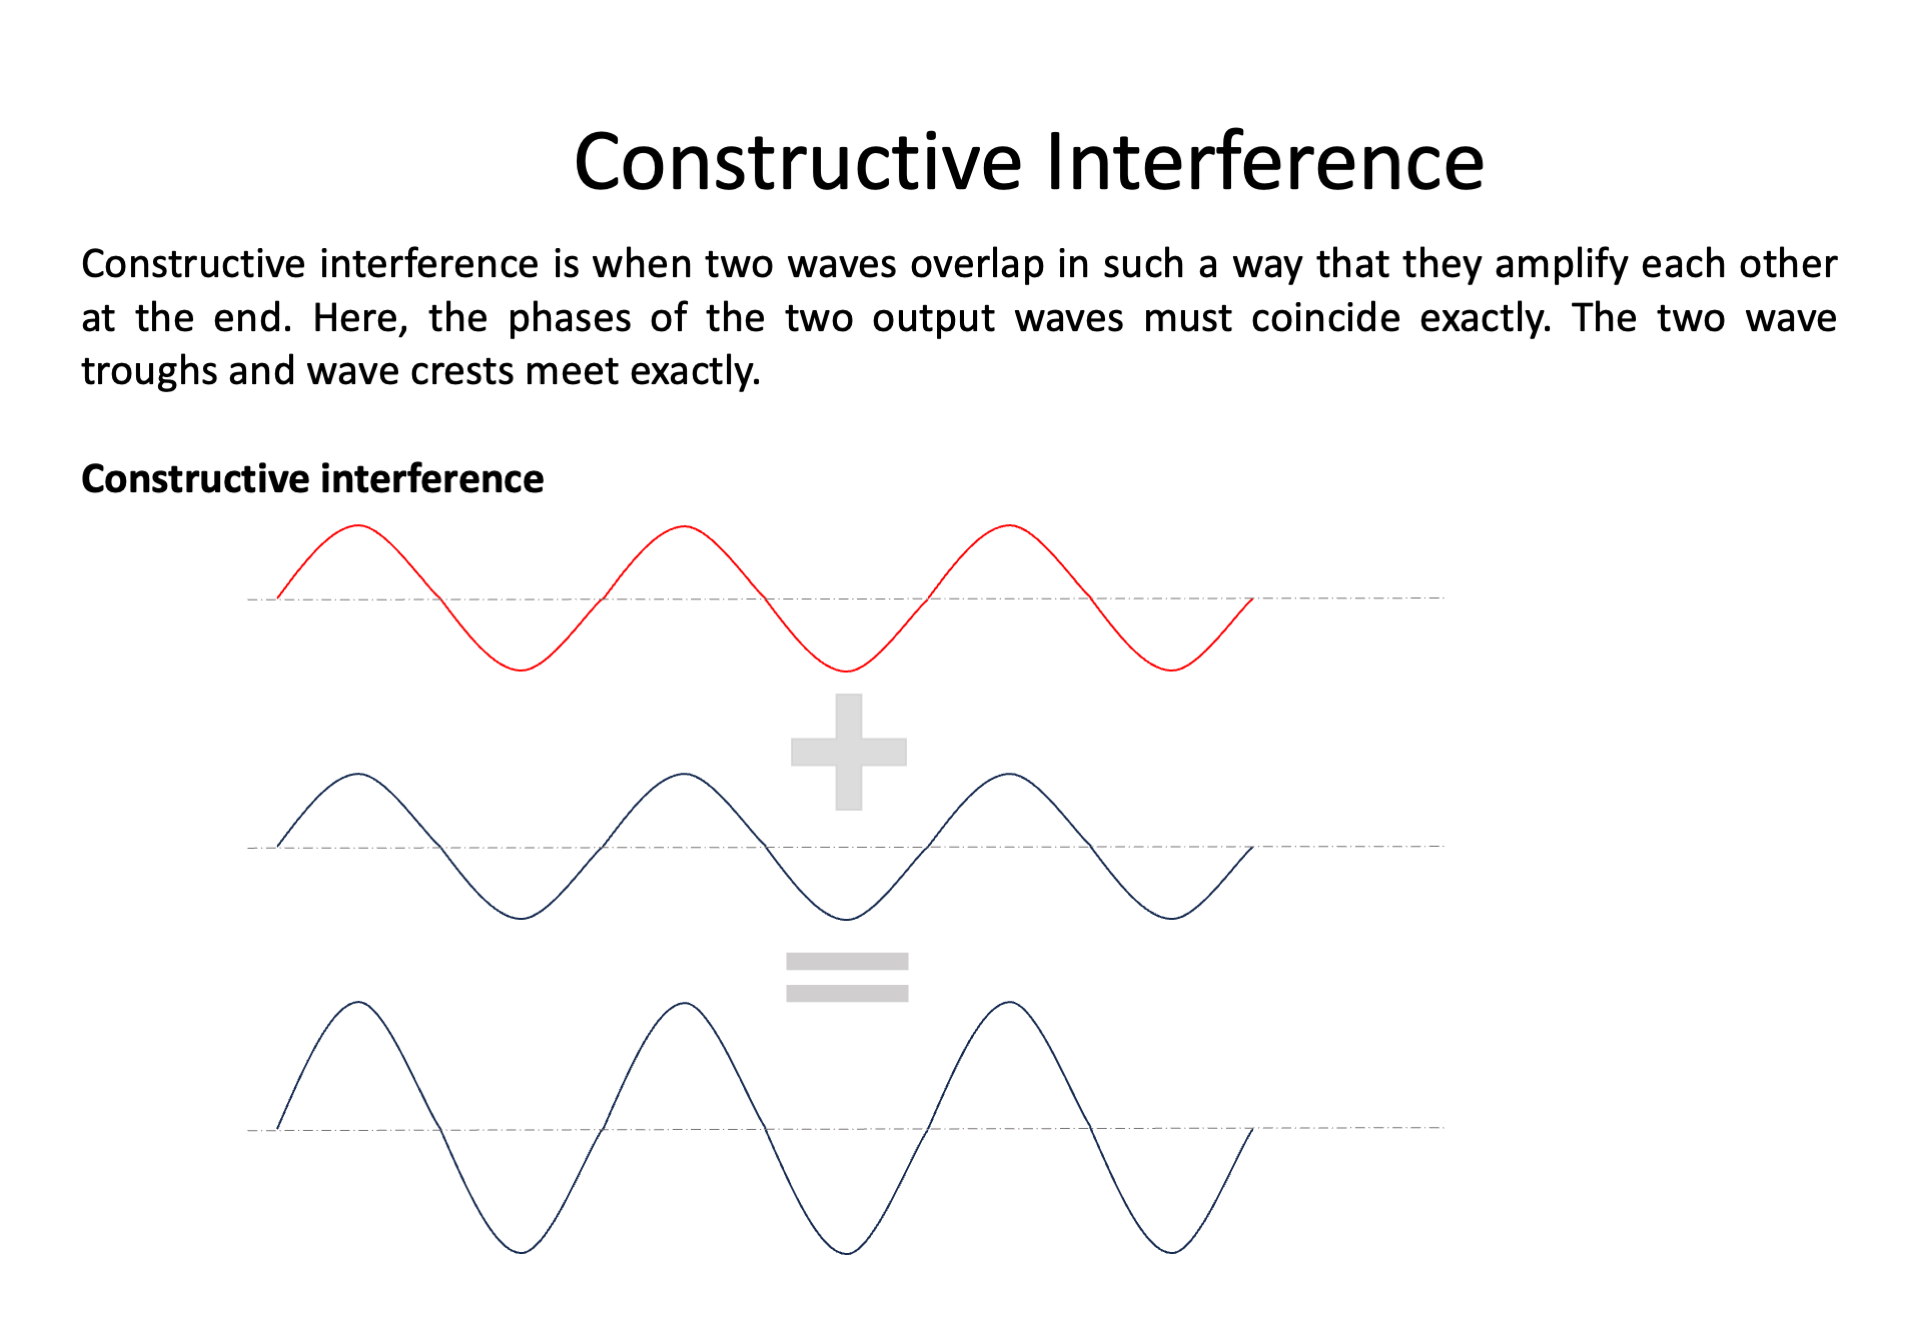 Constructive Interference
Constructive interference is when two waves overlap in such a way that they amplify each other
at the end. Here, the phases of the two output waves must coincide exactly. The two wave
troughs and wave crests meet exactly.
Constructive interference